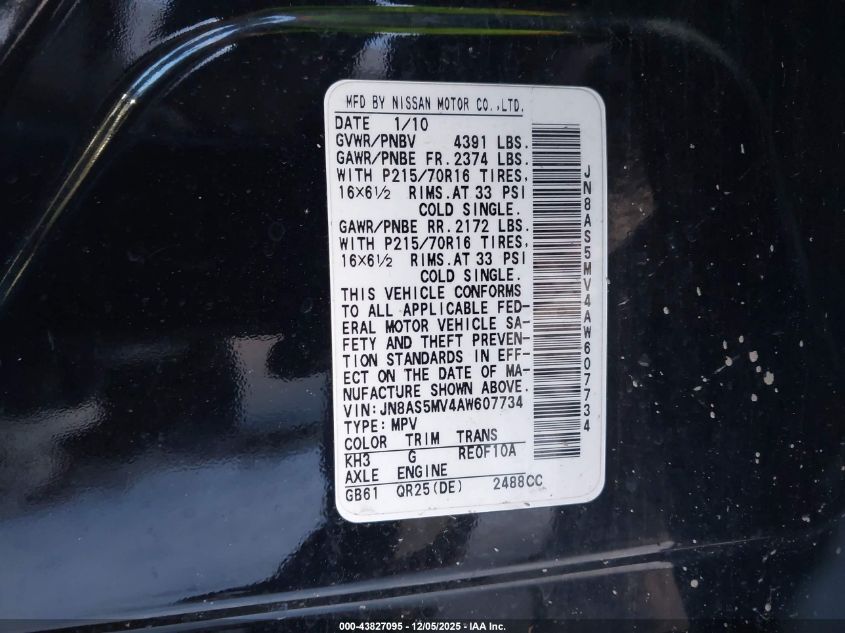 MFD BY NISSAN MOTOR CO.,LTD.
DATE 1/10
GVWR/PNBV 4391 LBS.
GAWR/PNBE FR. 2374 LBS.
WITH P215/70R16 TIRES,
16×6½ RIMS.AT 33 PSI
COLD SINGLE.
GAWR/PNBE RR. 2172 LBS.
WITH P215/70R16 TIRES,
16×6½ RIMS.AT 33 PSI
COLD SINGLE.
THIS VEHICLE CONFORMS
TO ALL APPLICABLE FED-
ERAL MOTOR VEHICLE SA-
FETY AND THEFT PREVEN-
TION STANDARDS IN EFF-
ECT ON THE DATE OF MA-
NUFACTURE SHOWN ABOVE.
VIN:JN8AS5MV4AW607734
TYPE:MPV
COLOR TRIM TRANS
KH3 G RE0F10A
AXLE ENGINE
GB61 QR25(DE) 2488CC
JN8AS5MV4AW607734
000-43827095 - 12/05/2025 - IAA Inc.